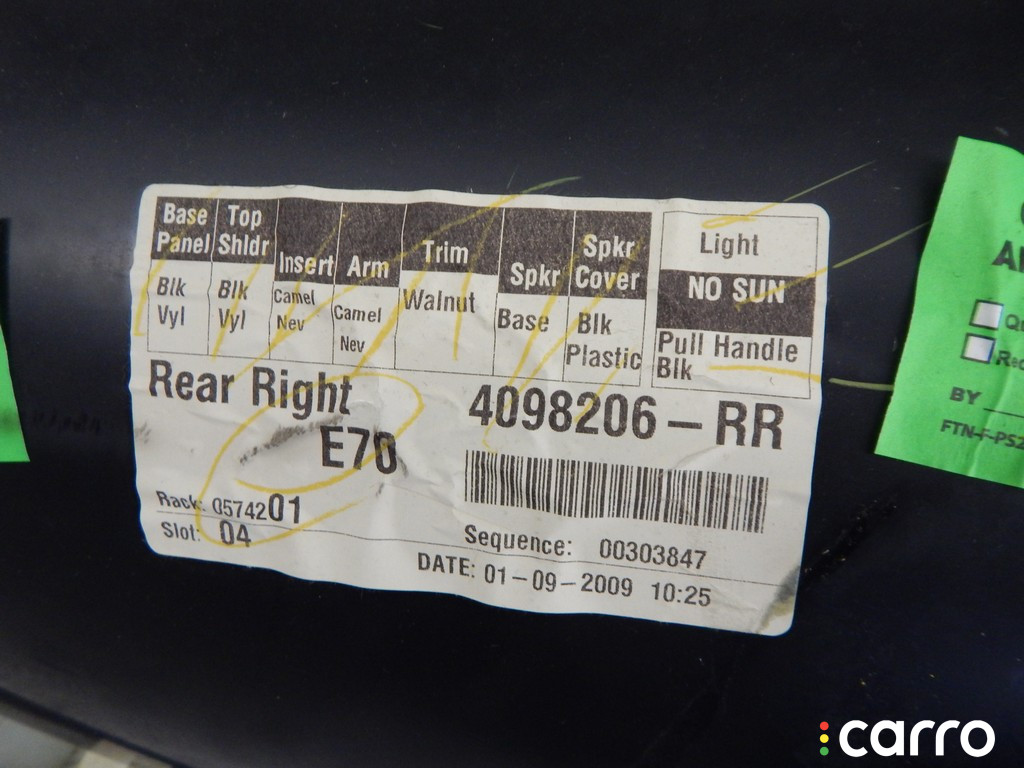 Base Panel
Top Shldr
Insert
Arm
Trim
Spkr
Spkr Cover
Light
Blk Vyl
Blk Vyl
Camel Nev
Camel Nev
Walnut
Base
Blk Plastic
NO SUN
Pull Handle
Blk
Rear Right
4098206-RR
E70
Rack: 0574201
Slot: 04
Sequence: 00303847
DATE: 01-09-2009 10:25
BY
carro